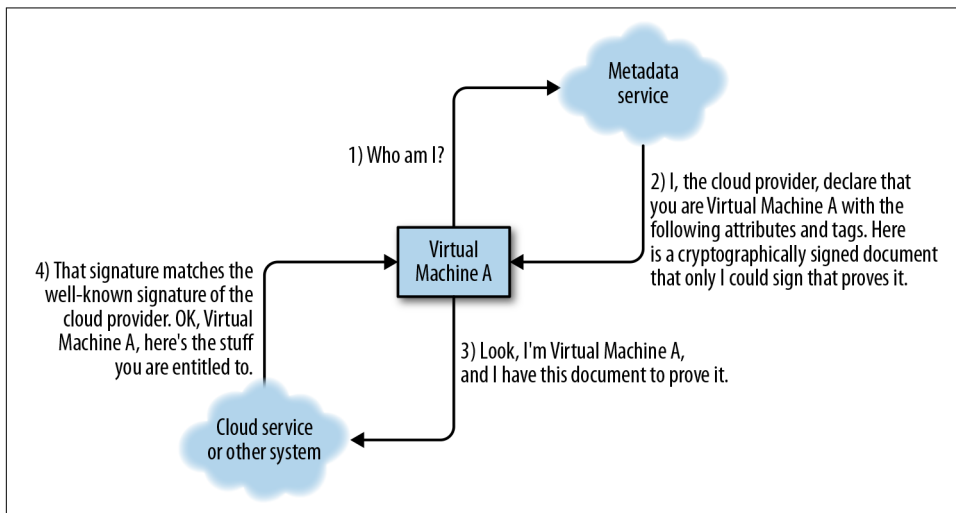 Metadata
service
1) Who am I?
2) I, the cloud provider, declare that
you are Virtual Machine A with the
following attributes and tags. Here
is a cryptographically signed document
that only I could sign that proves it.
Virtual
Machine A
4) That signature matches the
well-known signature of the
cloud provider. OK, Virtual
Machine A, here's the stuff
you are entitled to.
3) Look, I'm Virtual Machine A,
and I have this document to prove it.
Cloud service
or other system